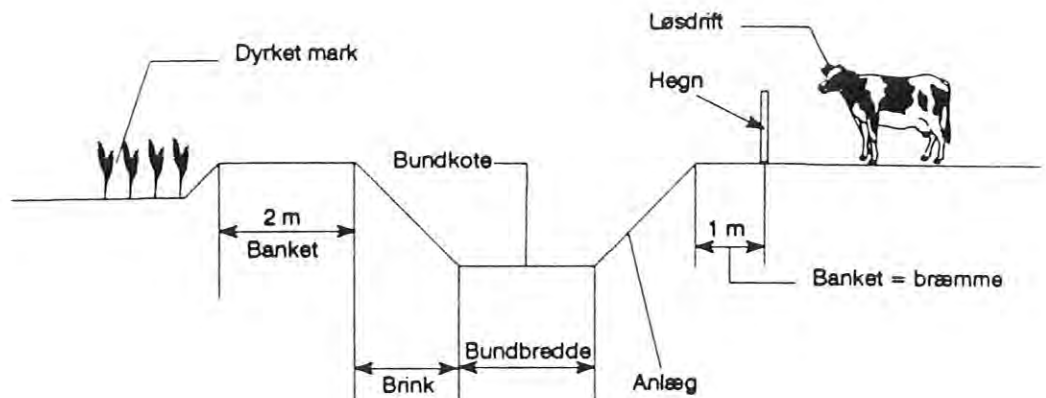 Løsdrift
Dyrket mark
Hegn
Bundkote
2 m
Banket
1 m
Banket = bræmme
Bundbredde
Brink
Anlæg